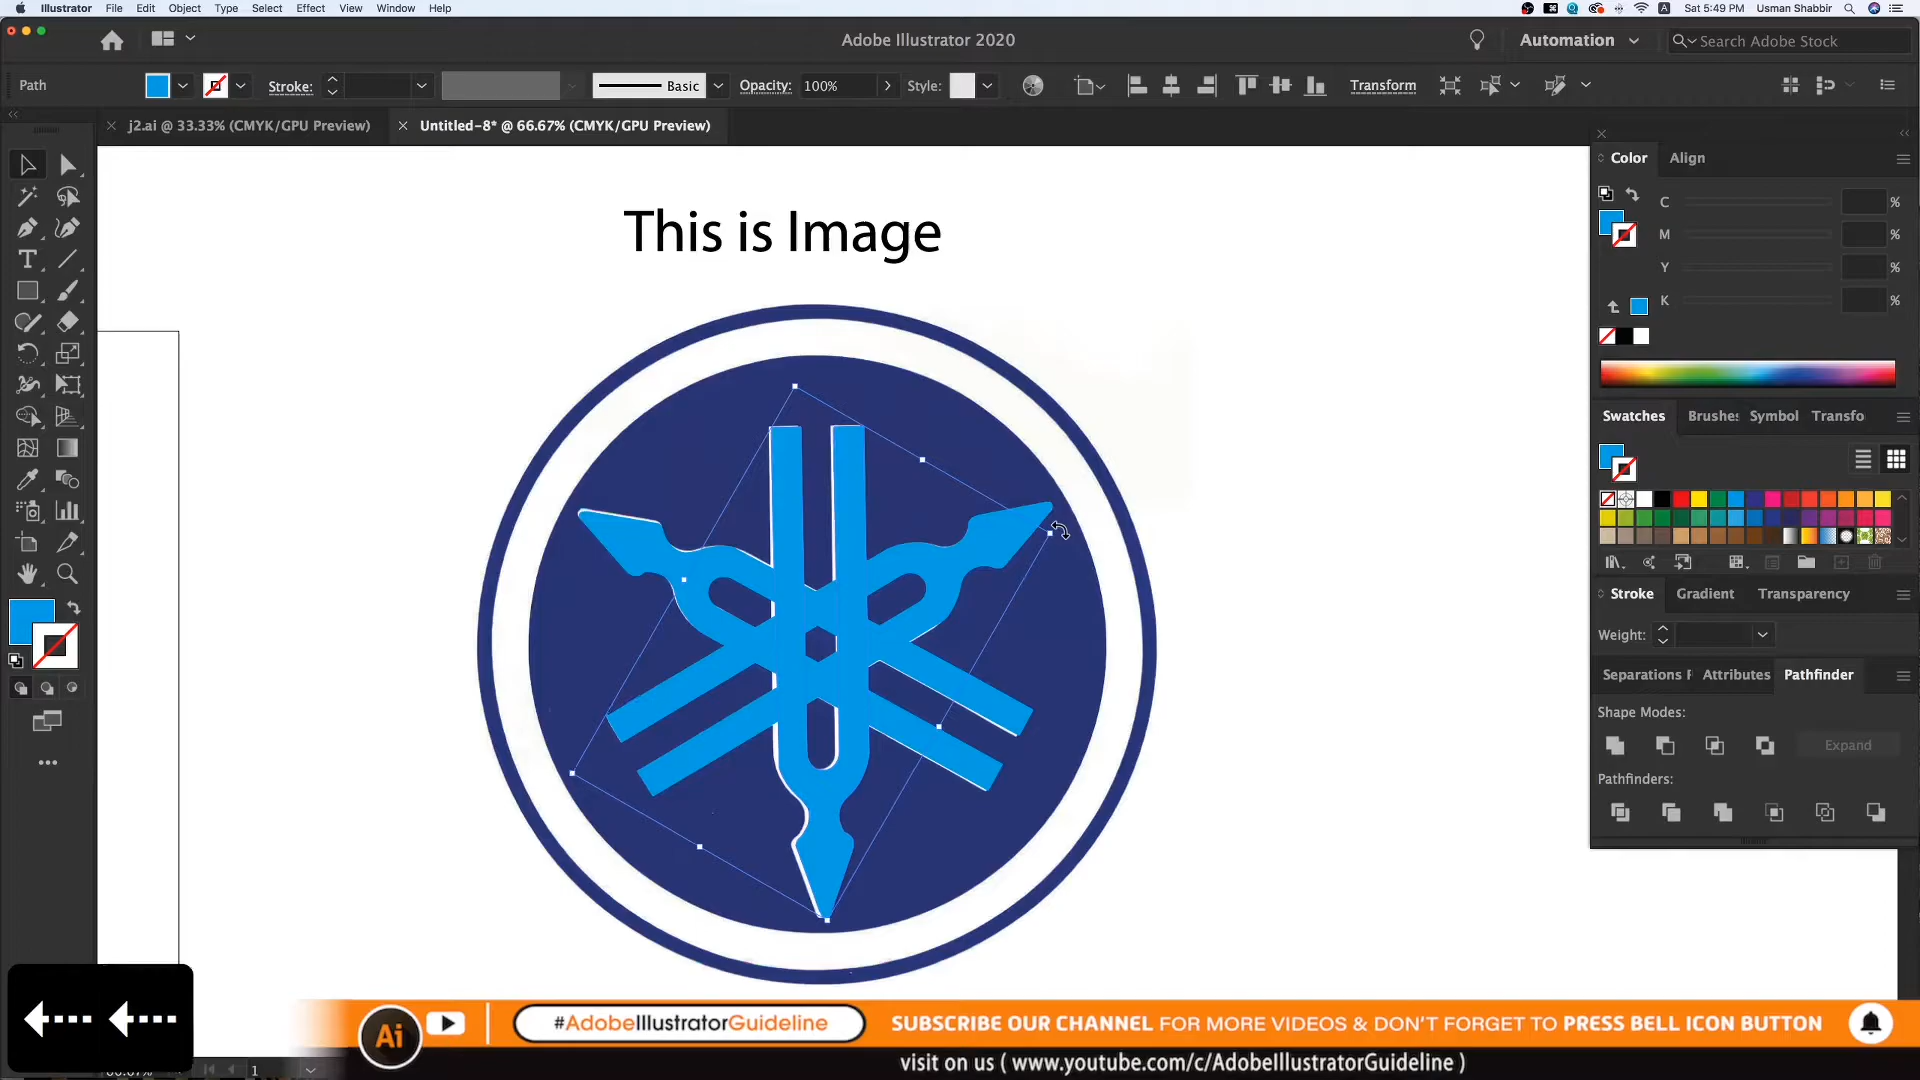 Illustrator File Edit Object Type Select Effect View Window Help
Sat 5:49 PM Usman Shabbir
Adobe Illustrator 2020
Automation
Search Adobe Stock
Path
Stroke:
Basic
Opacity: 100%
Style:
Transform
j2.ai @ 33.33% (CMYK/GPU Preview)
Untitled-8* @ 66.67% (CMYK/GPU Preview)
Color Align
C %
M %
Y %
K %
This is Image
Swatches Brushe: Symbol Transfo
Stroke Gradient Transparency
Weight:
Separations Attributes Pathfinder
Shape Modes:
Expand
Pathfinders:
Ai
#AdobeIllustratorGuideline
SUBSCRIBE OUR CHANNEL FOR MORE VIDEOS & DON'T FORGET TO PRESS BELL ICON BUTTON
visit on us ( www.youtube.com/c/AdobeIllustratorGuideline )
1